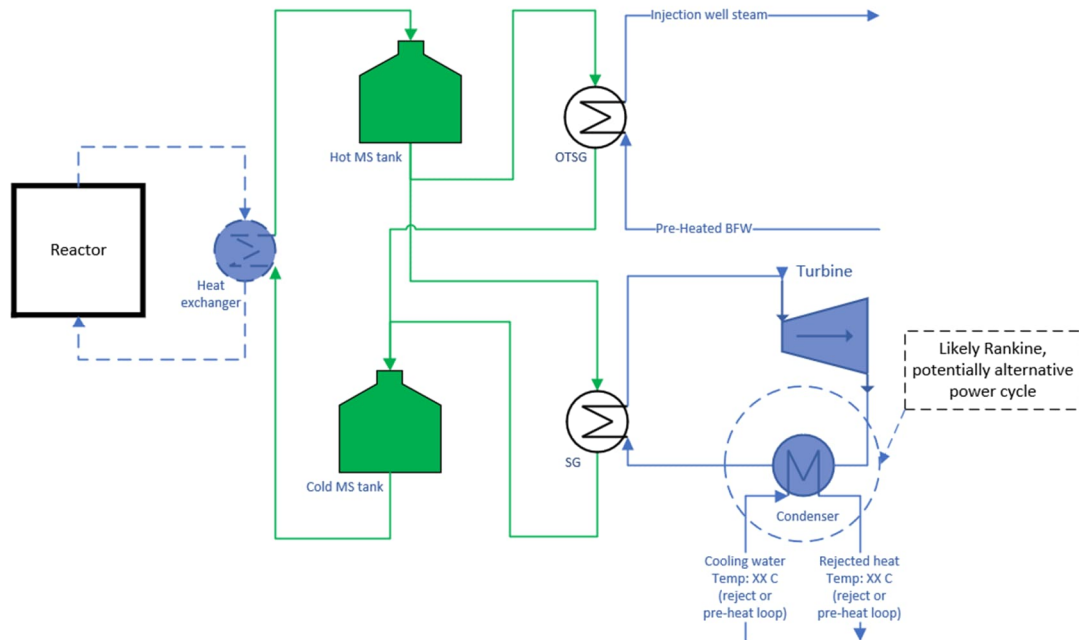 Injection well steam
Hot MS tank
OTSG
Reactor
Pre-Heated BFW
Heat
exchanger
Turbine
Likely Rankine,
potentially alternative
power cycle
SG
Cold MS tank
Condenser
Cooling water
Temp: XX C
(reject or
pre-heat loop)
Rejected heat
Temp: XX C
(reject or
pre-heat loop)